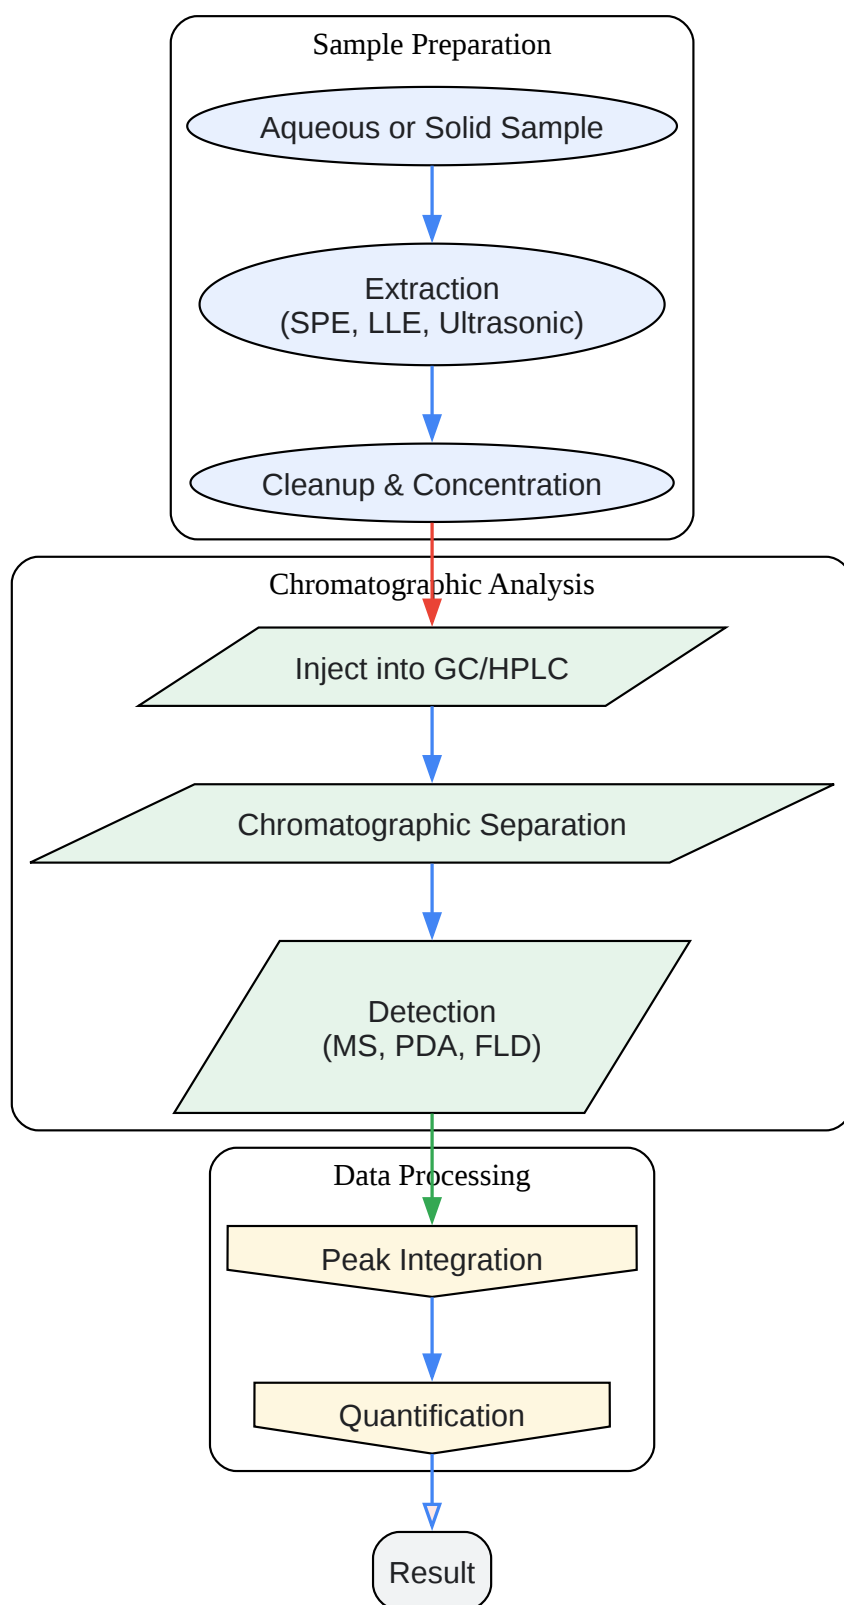 Sample Preparation
Aqueous or Solid Sample
Extraction
(SPE, LLE, Ultrasonic)
Cleanup & Concentration
Chromatographic Analysis
Inject into GC/HPLC
Chromatographic Separation
Detection
(MS, PDA, FLD)
Data Processing
Peak Integration
Quantification
Result